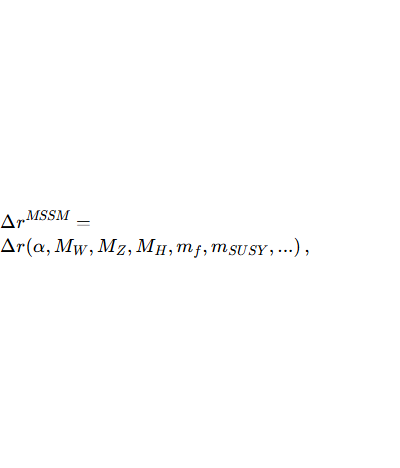 Δr^{MSSM} =
Δr(α, M_W, M_Z, M_H, m_f, m_{SUSY}, ...) ,